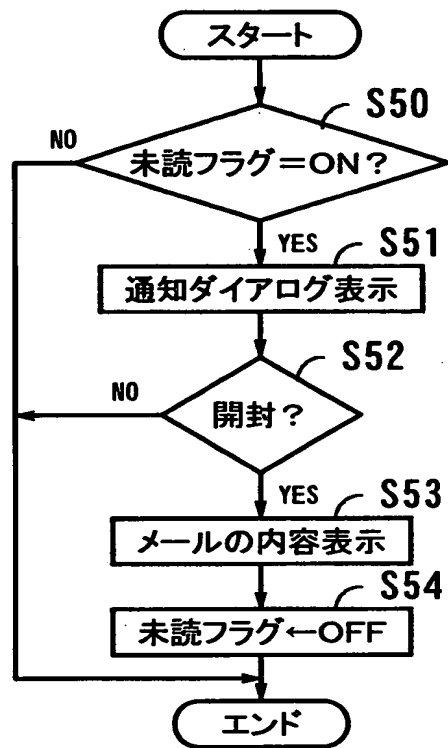 スタート
S50
NO
未読フラグ＝ON？
YES
S51
通知ダイアログ表示
S52
NO
開封？
YES
S53
メールの内容表示
S54
未読フラグ←OFF
エンド